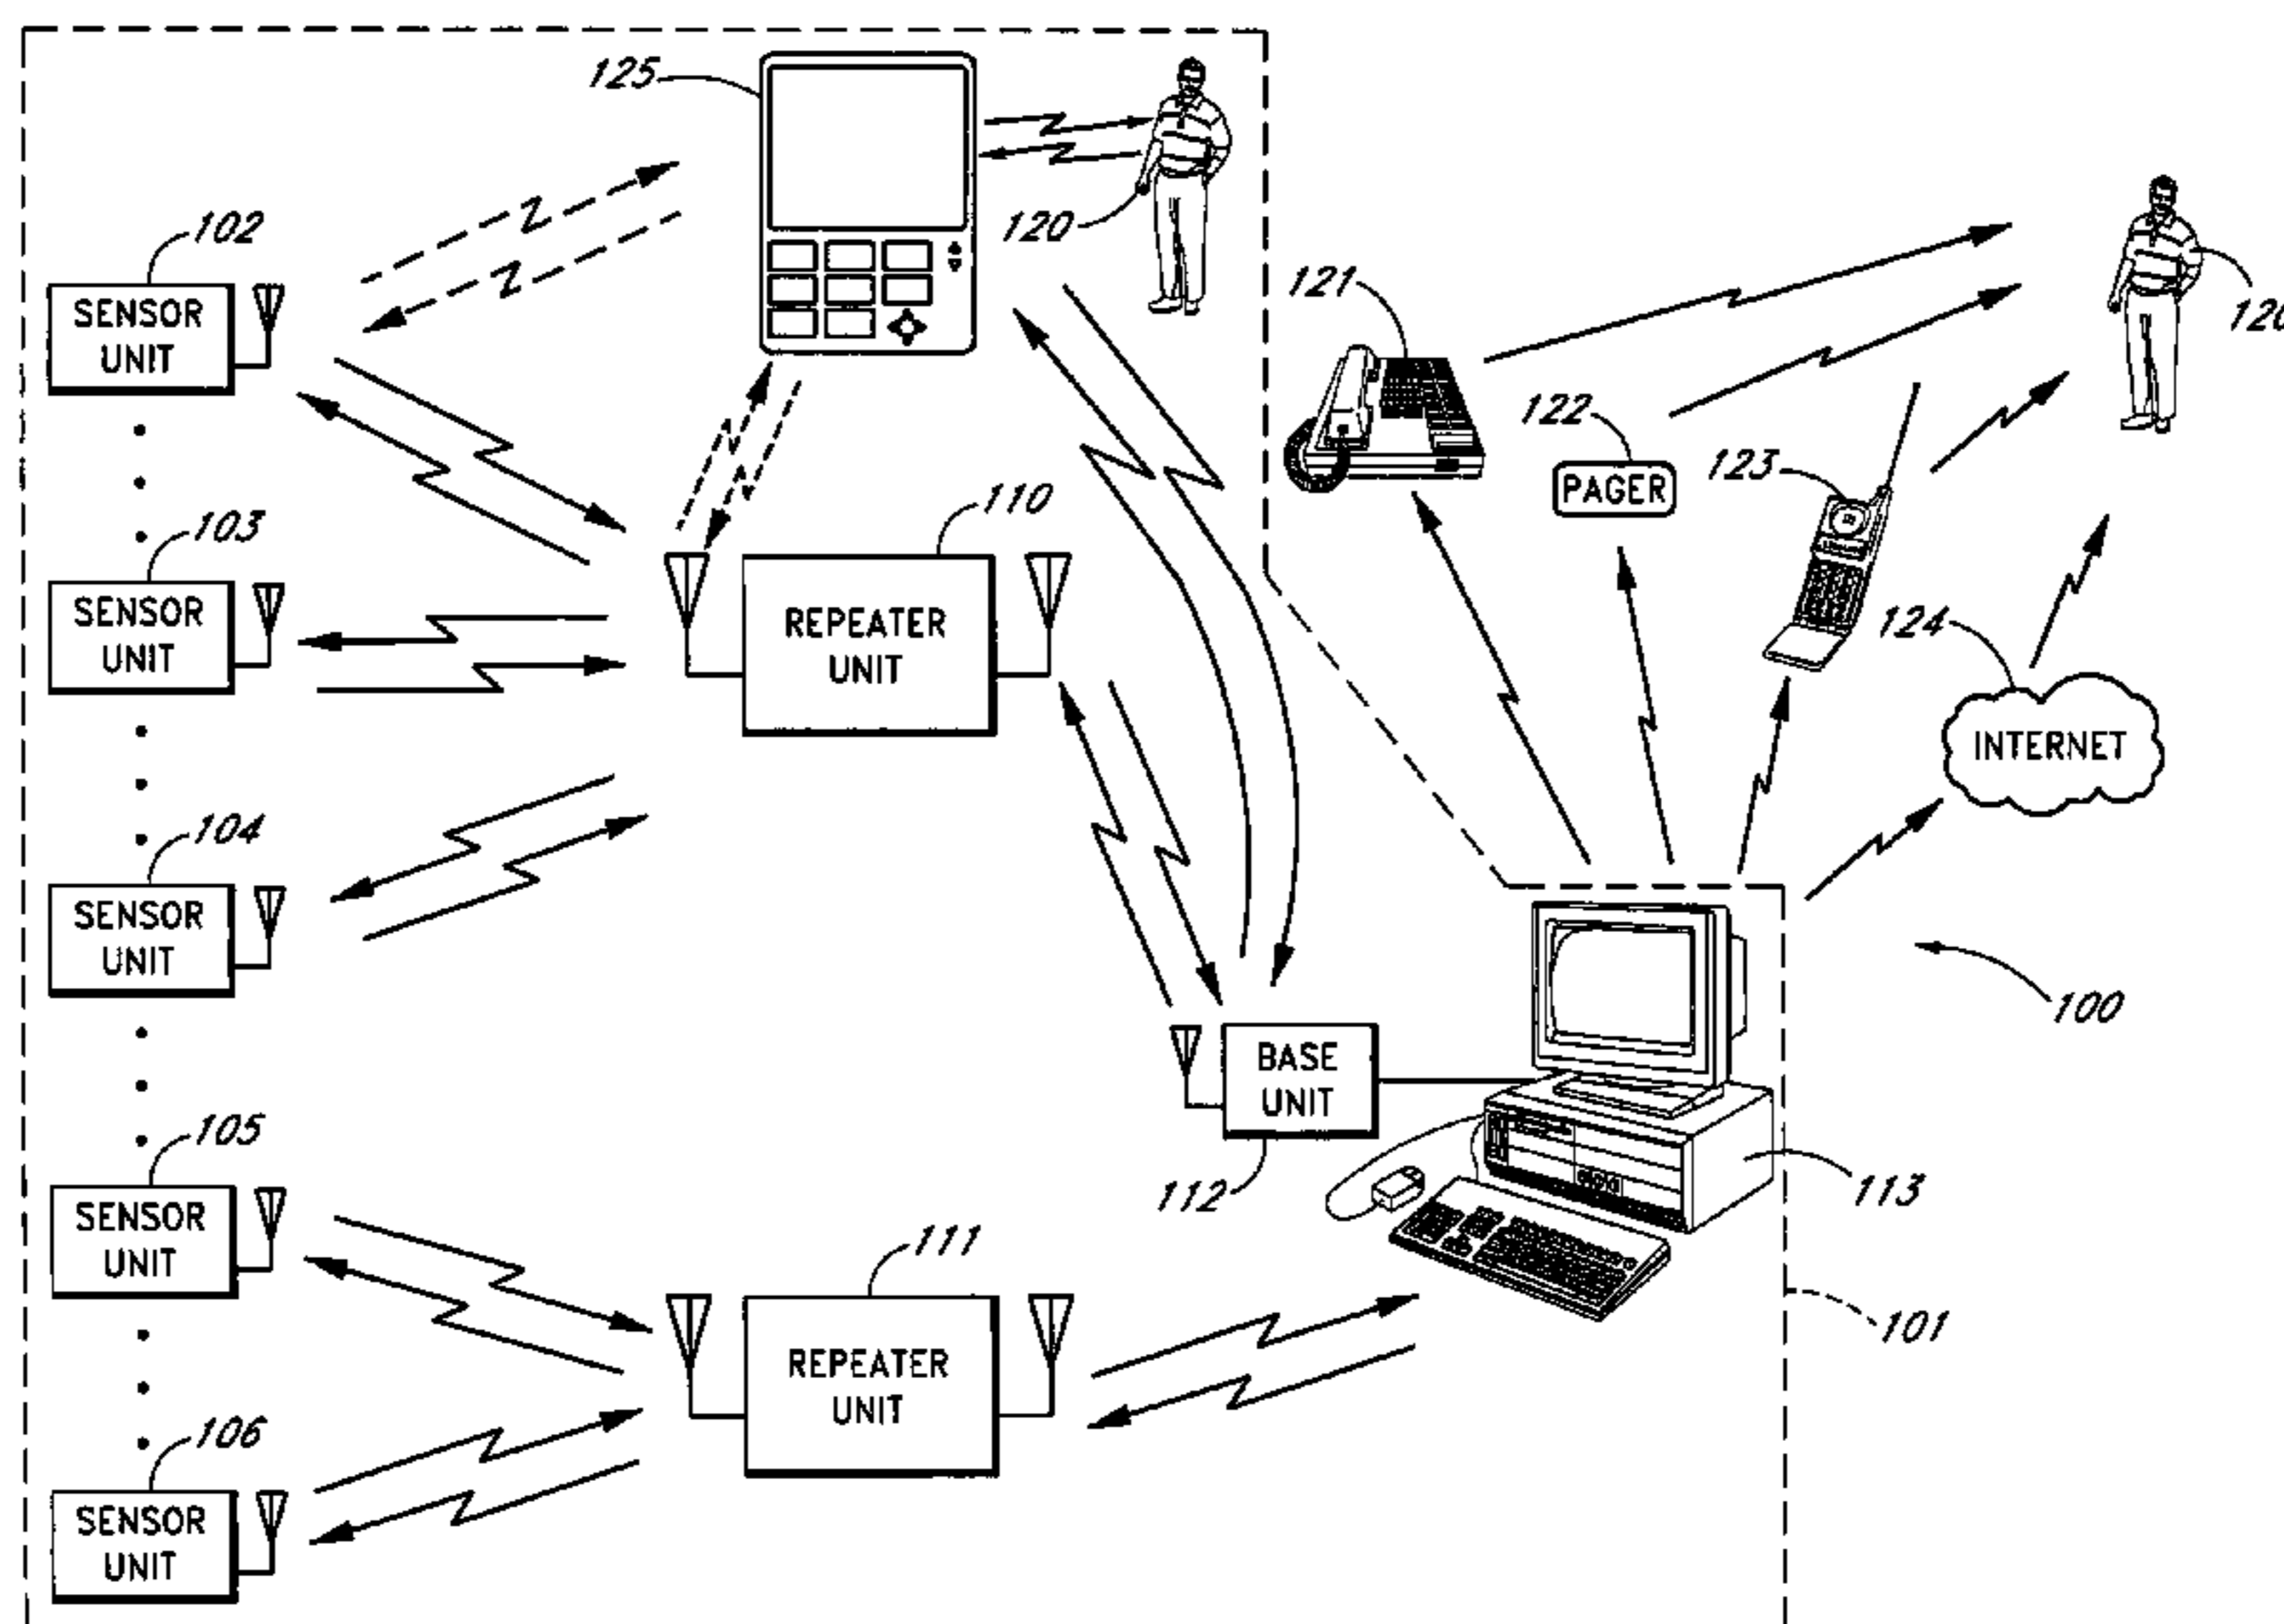 125
120
102
SENSOR
UNIT
121
120
122
PAGER
123
103
SENSOR
UNIT
110
REPEATER
UNIT
124
INTERNET
104
SENSOR
UNIT
100
BASE
UNIT
112
113
105
SENSOR
UNIT
111
REPEATER
UNIT
101
106
SENSOR
UNIT